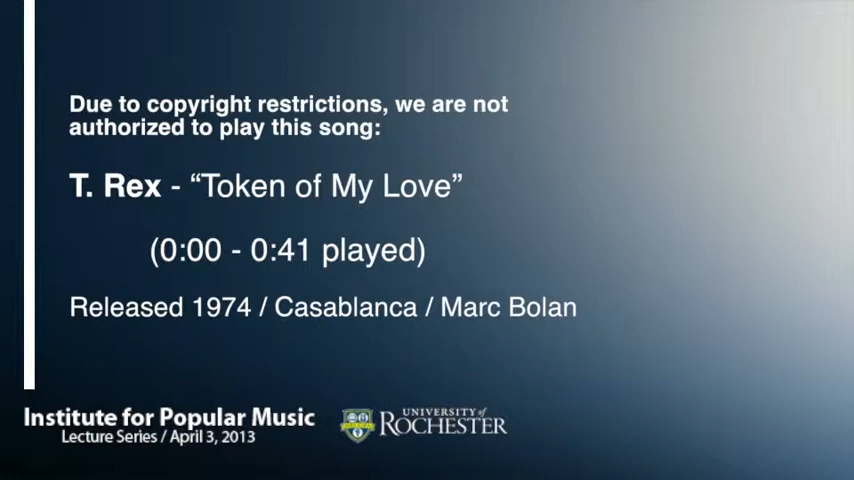 Due to copyright restrictions, we are not
authorized to play this song:
T. Rex - “Token of My Love”
(0:00 - 0:41 played)
Released 1974 / Casablanca / Marc Bolan
Institute for Popular Music
Lecture Series / April 3, 2013
UNIVERSITY of
ROCHESTER